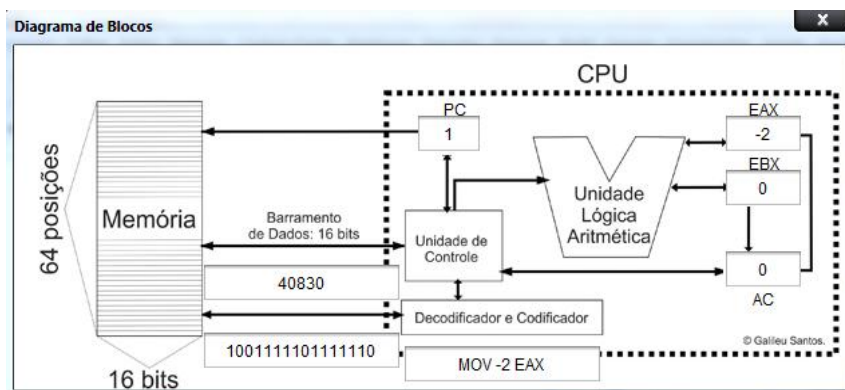 Diagrama de Blocos
X
CPU
PC
1
EAX
-2
EBX
0
64 posições
Memória
Barramento
de Dados: 16 bits
Unidade de
Controle
Unidade
Lógica
Aritmética
0
AC
40830
Decodificador e Codificador
© Galileu Santos.
1001111101111110
MOV -2 EAX
16 bits